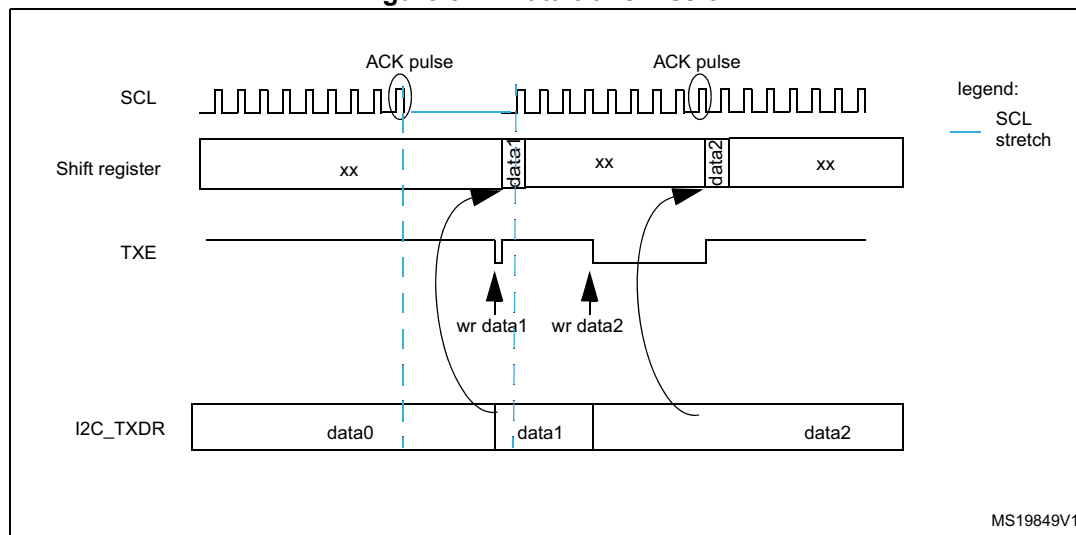 ACK pulse ACK pulse
SCL
legend:
SCL
stretch
Shift register
xx
data1
xx
data2
xx
TXE
wr data1 wr data2
I2C_TXDR
data0
data1
data2
MS19849V1